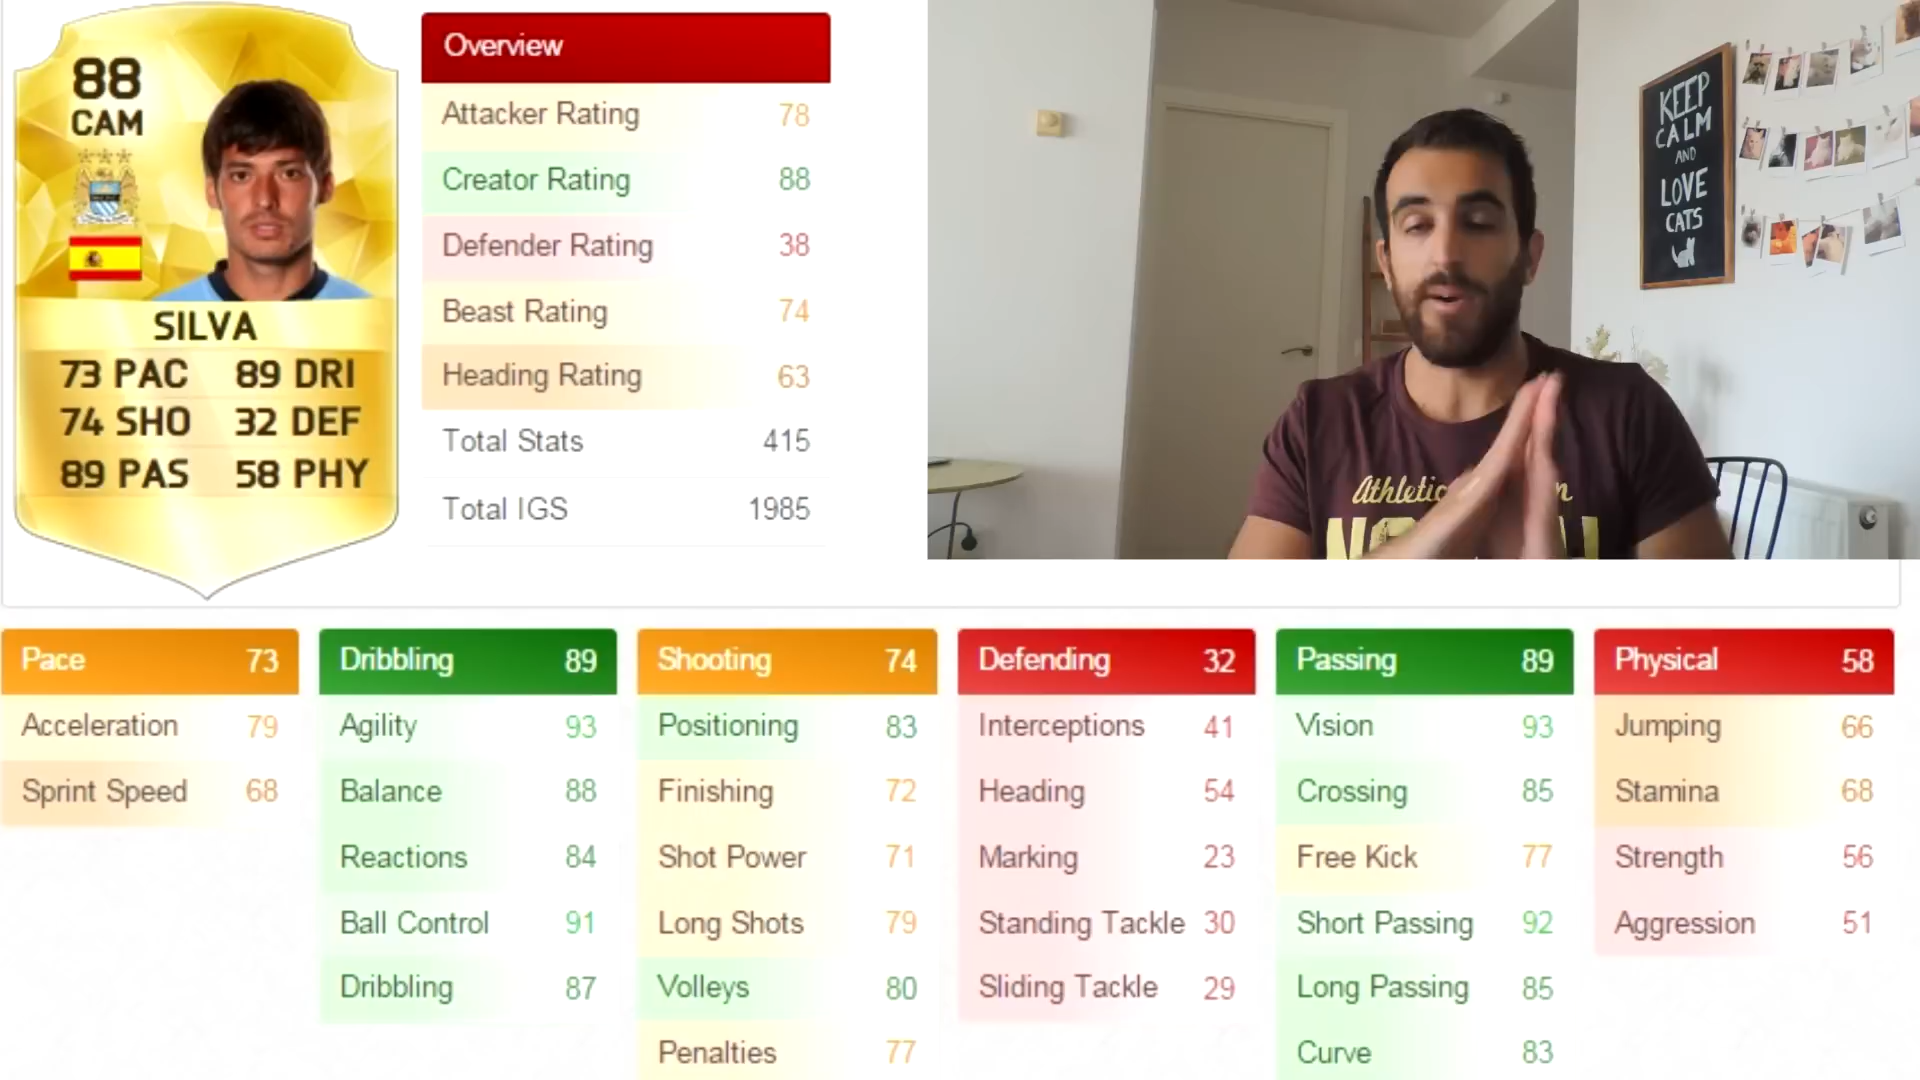 88
CAM
SILVA
73 PAC 89 DRI
74 SHO 32 DEF
89 PAS 58 PHY
Overview
Attacker Rating 78
Creator Rating 88
Defender Rating 38
Beast Rating 74
Heading Rating 63
Total Stats 415
Total IGS 1985
KEEP
CALM
AND
LOVE
CATS
Athletic
Pace 73
Acceleration 79
Sprint Speed 68
Dribbling 89
Agility 93
Balance 88
Reactions 84
Ball Control 91
Dribbling 87
Shooting 74
Positioning 83
Finishing 72
Shot Power 71
Long Shots 79
Volleys 80
Penalties 77
Defending 32
Interceptions 41
Heading 54
Marking 23
Standing Tackle 30
Sliding Tackle 29
Passing 89
Vision 93
Crossing 85
Free Kick 77
Short Passing 92
Long Passing 85
Curve 83
Physical 58
Jumping 66
Stamina 68
Strength 56
Aggression 51